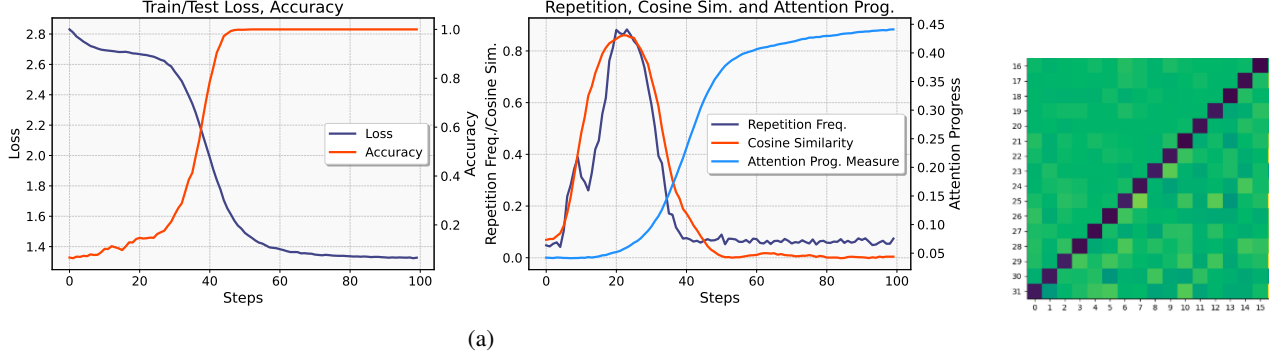 Train/Test Loss, Accuracy
Loss
2.8
2.6
2.4
2.2
2.0
1.8
1.6
1.4
0 20 40 60 80 100
Steps
1.0
0.8
0.6
0.4
0.2
Accuracy
Loss
Accuracy
Repetition, Cosine Sim. and Attention Prog.
Repetition Freq./Cosine Sim.
0.8
0.6
0.4
0.2
0.0
0 20 40 60 80 100
Steps
0.45
0.40
0.35
0.30
0.25
0.20
0.15
0.10
0.05
Attention Progress
Repetition Freq.
Cosine Similarity
Attention Prog. Measure
16
17
18
19
20
21
22
23
24
25
26
27
28
29
30
31
0 1 2 3 4 5 6 7 8 9 10 11 12 13 14 15
(a)